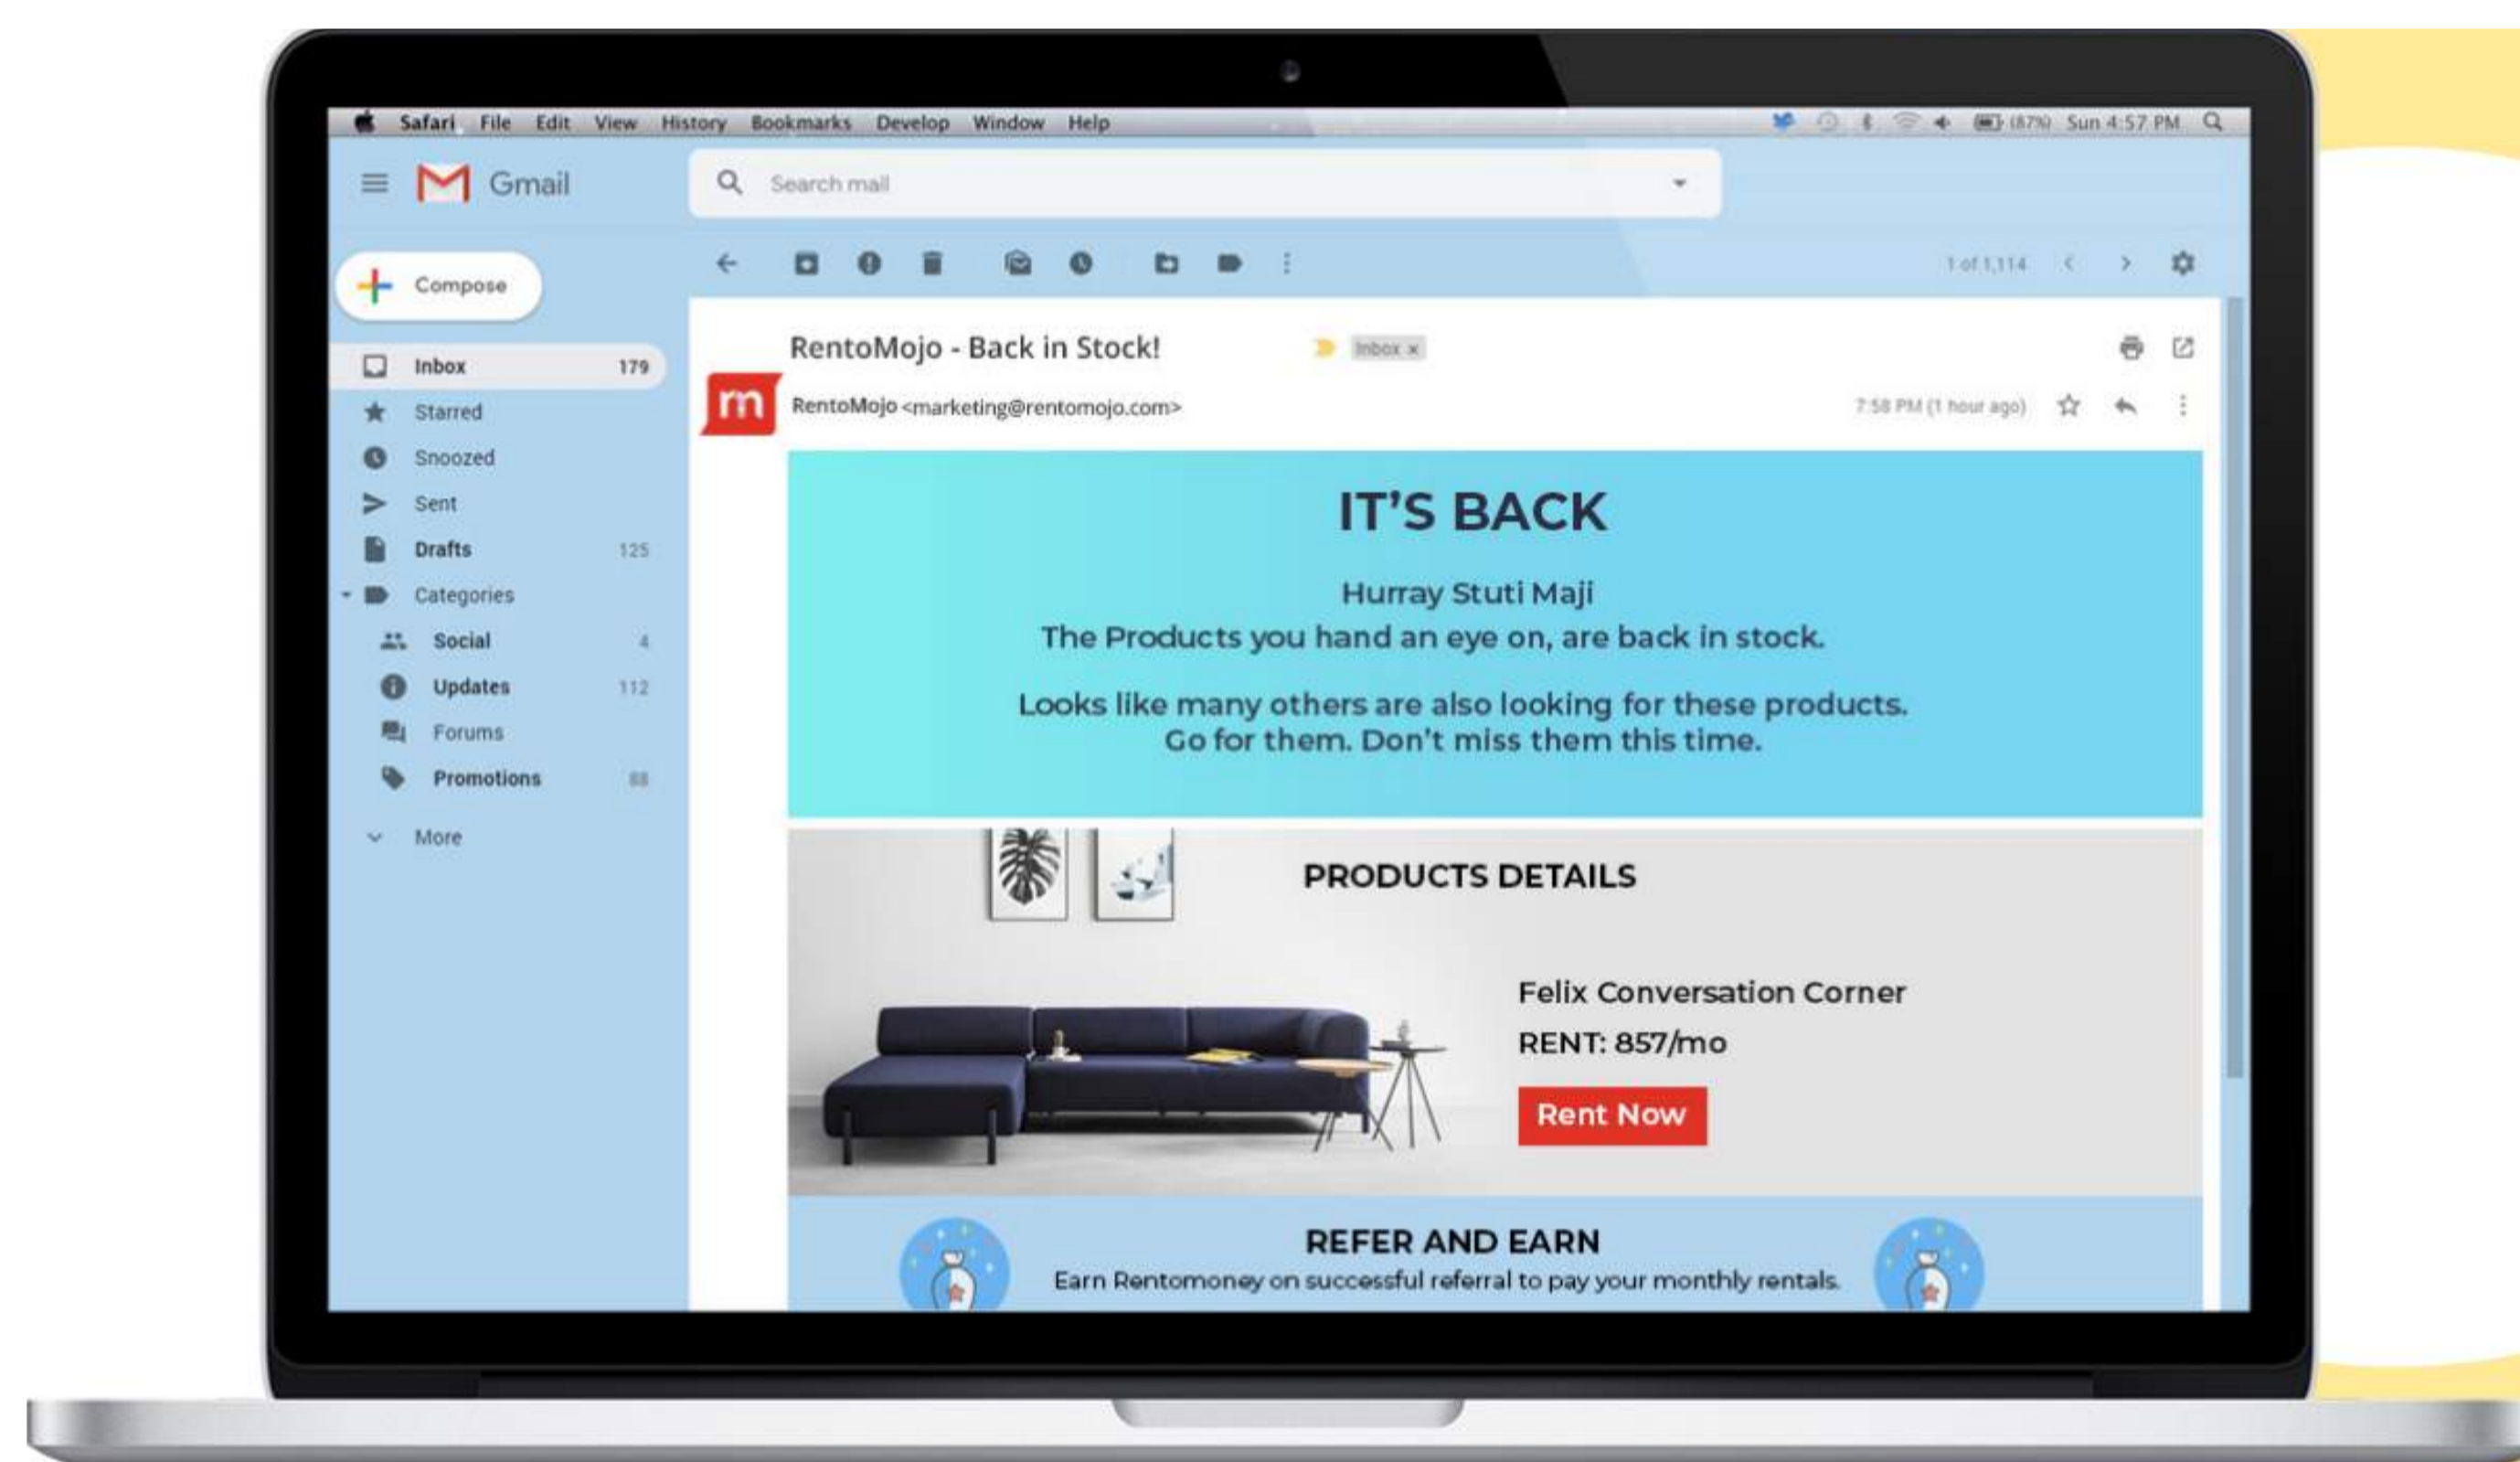 Safari File Edit View History Bookmarks Develop Window Help (87%) Sun 4:57 PM
Gmail
Search mail
Compose
1 of 1,114
Inbox 179
Starred
Snoozed
Sent
Drafts 125
Categories
Social 4
Updates 112
Forums
Promotions 88
More
RentoMojo - Back in Stock!
Inbox x
m
RentoMojo <marketing@rentomojo.com>
7:58 PM (1 hour ago)
IT'S BACK
Hurray Stuti Maji
The Products you hand an eye on, are back in stock.
Looks like many others are also looking for these products.
Go for them. Don't miss them this time.
PRODUCTS DETAILS
Felix Conversation Corner
RENT: 857/mo
Rent Now
REFER AND EARN
Earn Rentomoney on successful referral to pay your monthly rentals.